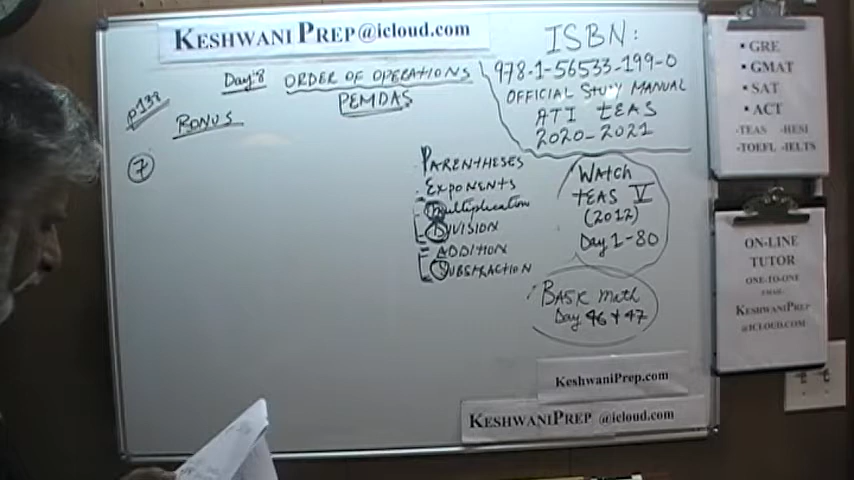 KESHWANI PREP@icloud.com
Day 8 ORDER OF OPERATIONS
PEMDAS
p138
BONUS
7
ISBN:
978-1-56533-199-0
OFFICIAL STUDY MANUAL
ATI TEAS
2020-2021
PARENTHESES
EXPONENTS
Multiplication
DIVISION
ADDITION
SUBSTRACTION
WATCH
TEAS V
(2012)
Day 1-80
BASIC Math
Day 46 + 47
KeshwaniPrep.com
KESHWANIPREP @icloud.com
• GRE
• GMAT
• SAT
• ACT
-TEAS -HESI
-TOEFL -IELTS
ON-LINE
TUTOR
ONE-TO-ONE
EMAIL:
KESHWANIPREP
@ICLOUD.COM